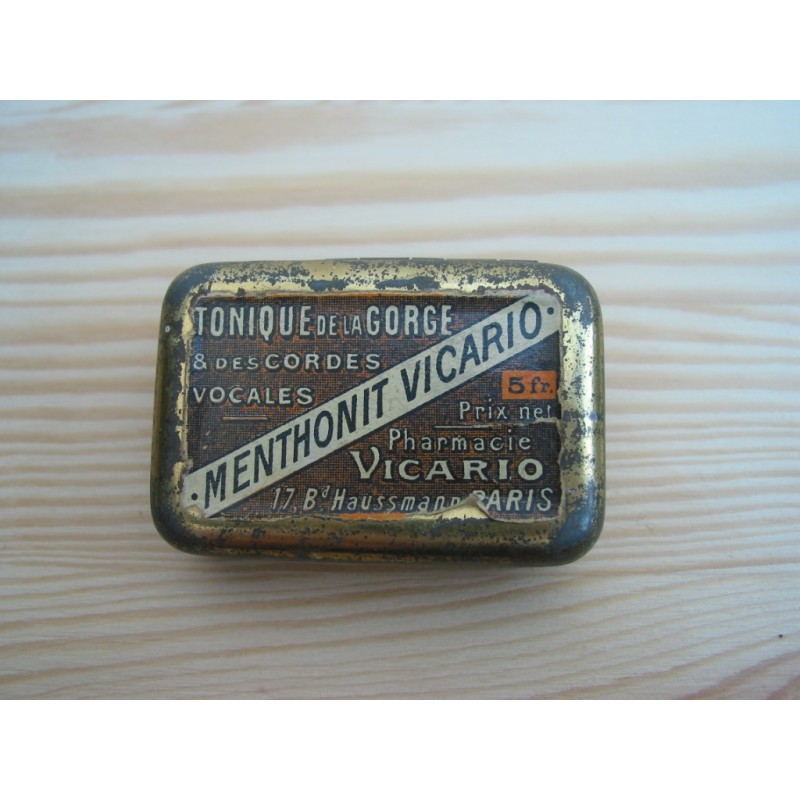 TONIQUE DE LA GORGE
& DES CORDES
VOCALES
· MENTHONIT VICARIO ·
5 fr.
Prix net
Pharmacie
VICARIO
17, Bd Haussmann PARIS